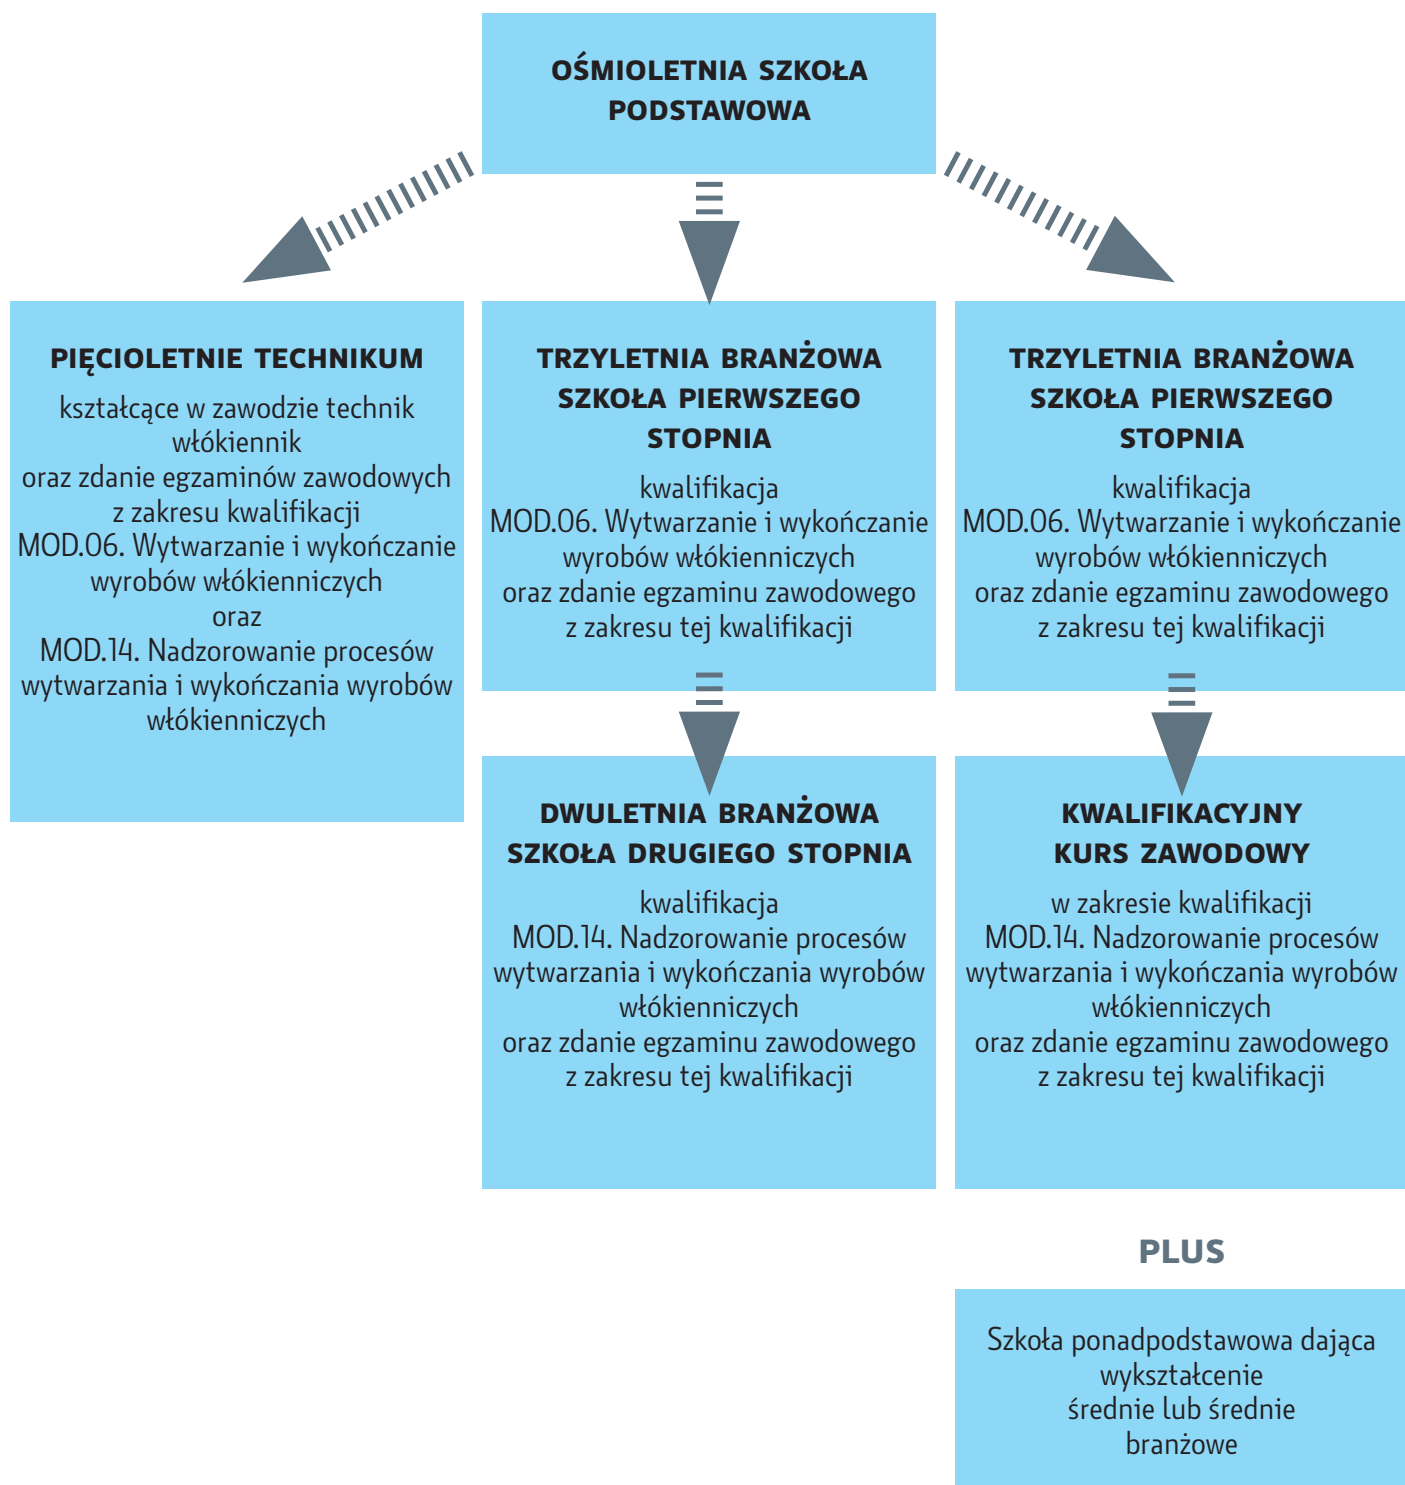 OŚMIOLETNIA SZKOŁA
PODSTAWOWA
PIĘCIOLETNIE TECHNIKUM
kształcące w zawodzie technik
włókiennik
oraz zdanie egzaminów zawodowych
z zakresu kwalifikacji
MOD.06. Wytwarzanie i wykończanie
wyrobów włókienniczych
oraz
MOD.14. Nadzorowanie procesów
wytwarzania i wykończania wyrobów
włókienniczych
TRZYLETNIA BRANŻOWA
SZKOŁA PIERWSZEGO
STOPNIA
kwalifikacja
MOD.06. Wytwarzanie i wykończanie
wyrobów włókienniczych
oraz zdanie egzaminu zawodowego
z zakresu tej kwalifikacji
TRZYLETNIA BRANŻOWA
SZKOŁA PIERWSZEGO
STOPNIA
kwalifikacja
MOD.06. Wytwarzanie i wykończanie
wyrobów włókienniczych
oraz zdanie egzaminu zawodowego
z zakresu tej kwalifikacji
DWULETNIA BRANŻOWA
SZKOŁA DRUGIEGO STOPNIA
kwalifikacja
MOD.14. Nadzorowanie procesów
wytwarzania i wykończania wyrobów
włókienniczych
oraz zdanie egzaminu zawodowego
z zakresu tej kwalifikacji
KWALIFIKACYJNY
KURS ZAWODOWY
w zakresie kwalifikacji
MOD.14. Nadzorowanie procesów
wytwarzania i wykończania wyrobów
włókienniczych
oraz zdanie egzaminu zawodowego
z zakresu tej kwalifikacji
PLUS
Szkoła ponadpodstawowa dająca
wykształcenie
średnie lub średnie
branżowe